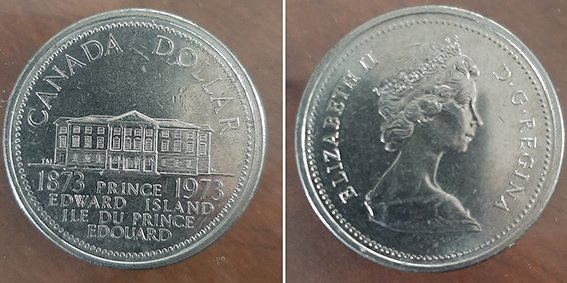 CANADA DOLLAR
1873 PRINCE 1973
EDWARD ISLAND
ILE DU PRINCE
EDOUARD
ELIZABETH II D·G·REGINA